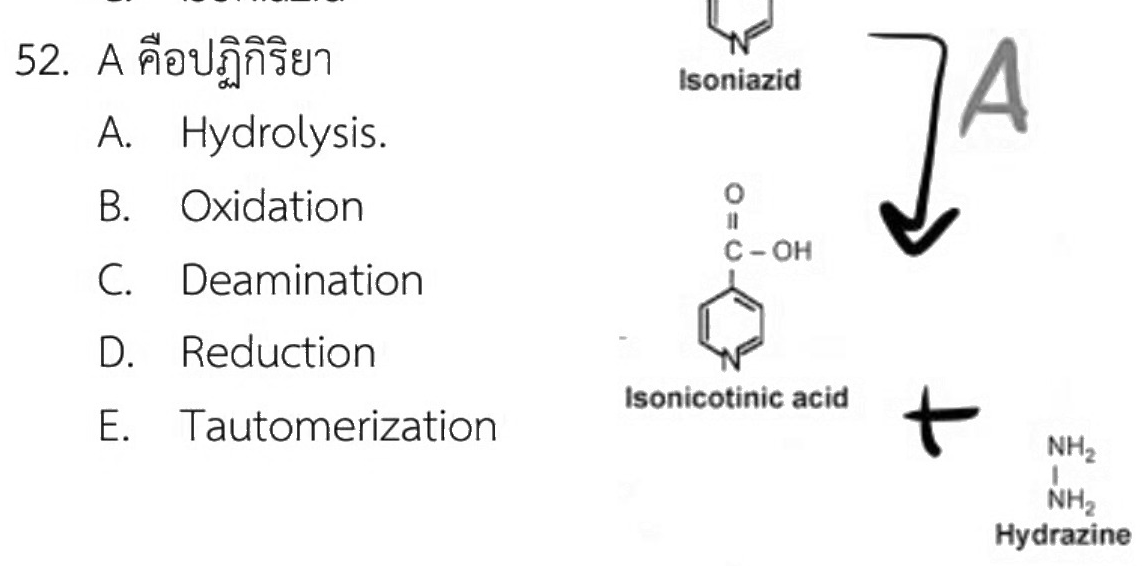 52. A คือปฏิกิริยา
A. Hydrolysis.
B. Oxidation
C. Deamination
D. Reduction
E. Tautomerization
N
Isoniazid
A
O
C – OH
N
Isonicotinic acid
+
NH₂
NH₂
Hydrazine